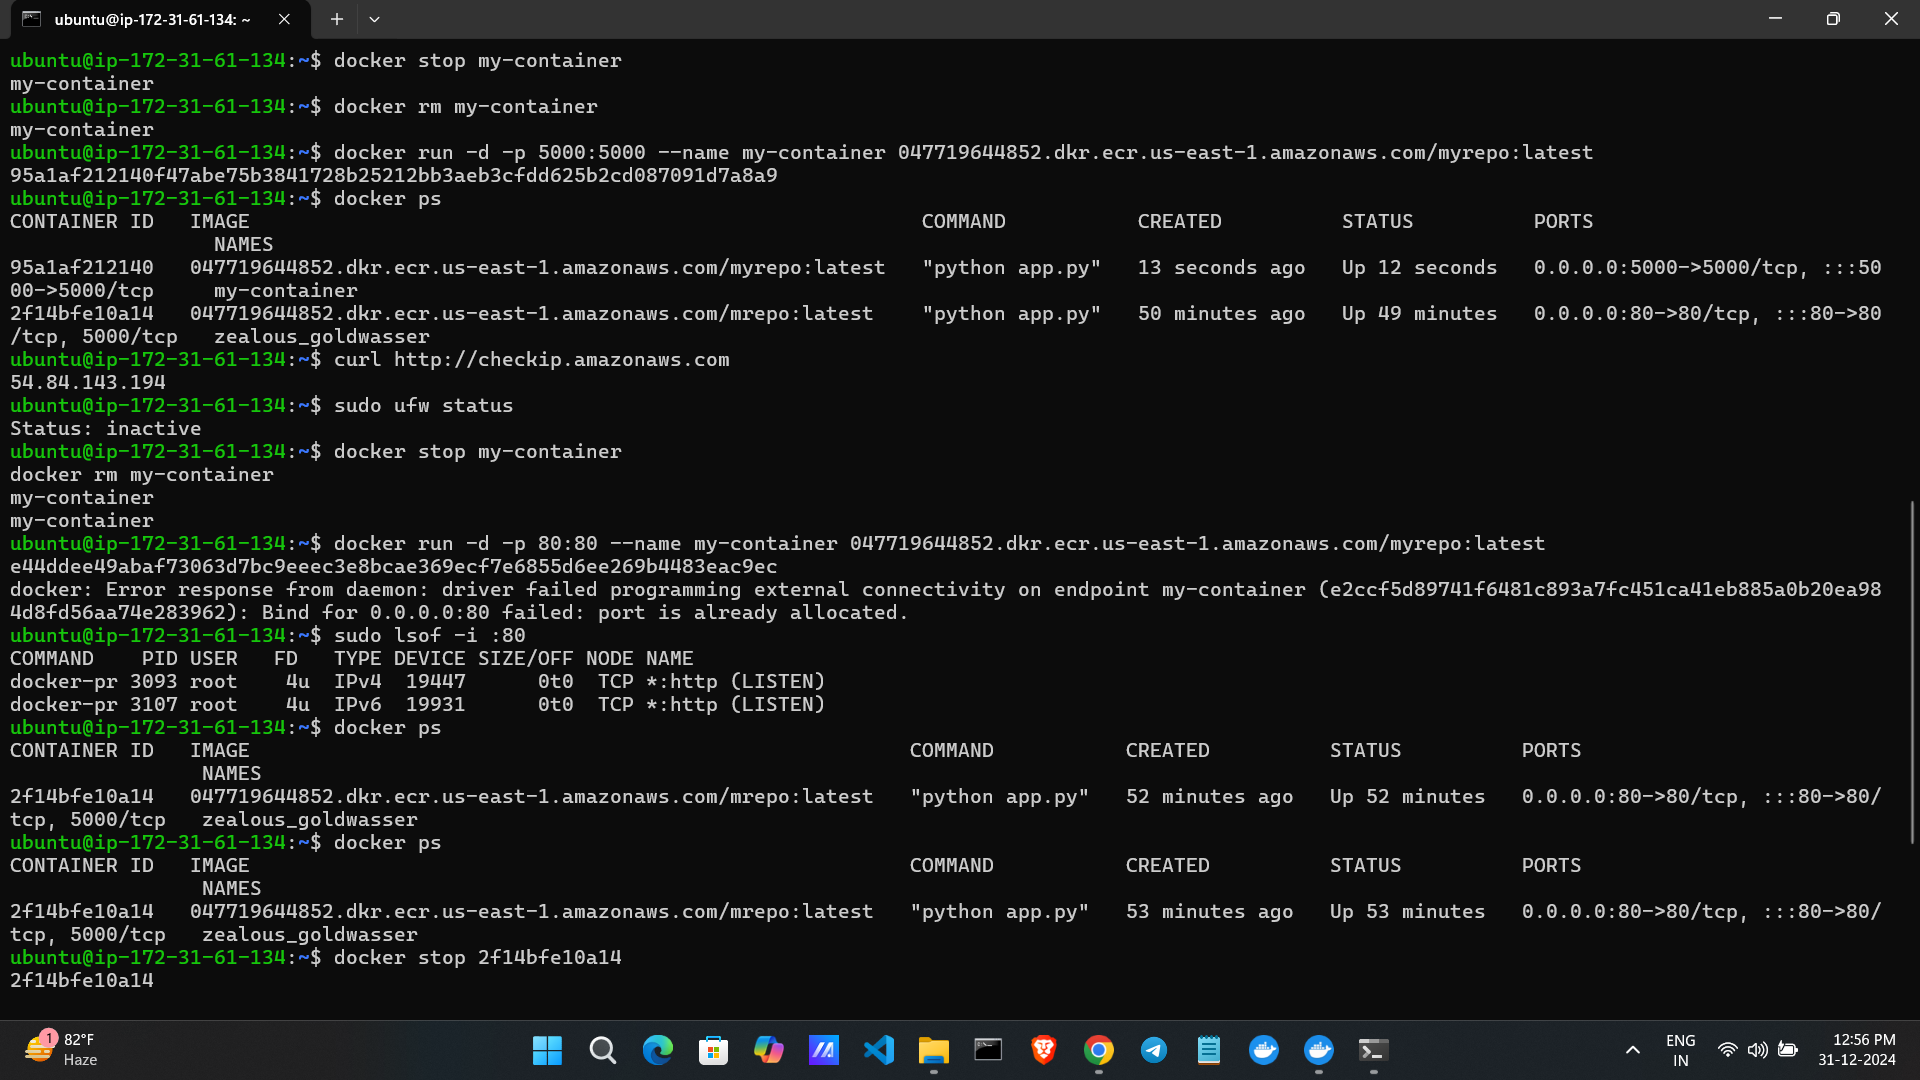 ubuntu@ip-172-31-61-134: ~
ubuntu@ip-172-31-61-134:~$ docker stop my-container
my-container
ubuntu@ip-172-31-61-134:~$ docker rm my-container
my-container
ubuntu@ip-172-31-61-134:~$ docker run -d -p 5000:5000 --name my-container 047719644852.dkr.ecr.us-east-1.amazonaws.com/myrepo:latest
95a1af212140f47abe75b3841728b25212bb3aeb3cfdd625b2cd087091d7a8a9
ubuntu@ip-172-31-61-134:~$ docker ps
CONTAINER ID   IMAGE                                                        COMMAND           CREATED          STATUS          PORTS
                 NAMES
95a1af212140   047719644852.dkr.ecr.us-east-1.amazonaws.com/myrepo:latest   "python app.py"   13 seconds ago   Up 12 seconds   0.0.0.0:5000->5000/tcp, :::50
00->5000/tcp     my-container
2f14bfe10a14   047719644852.dkr.ecr.us-east-1.amazonaws.com/mrepo:latest    "python app.py"   50 minutes ago   Up 49 minutes   0.0.0.0:80->80/tcp, :::80->80
/tcp, 5000/tcp   zealous_goldwasser
ubuntu@ip-172-31-61-134:~$ curl http://checkip.amazonaws.com
54.84.143.194
ubuntu@ip-172-31-61-134:~$ sudo ufw status
Status: inactive
ubuntu@ip-172-31-61-134:~$ docker stop my-container
docker rm my-container
my-container
my-container
ubuntu@ip-172-31-61-134:~$ docker run -d -p 80:80 --name my-container 047719644852.dkr.ecr.us-east-1.amazonaws.com/myrepo:latest
e44ddee49abaf73063d7bc9eeec3e8bcae369ecf7e6855d6ee269b4483eac9ec
docker: Error response from daemon: driver failed programming external connectivity on endpoint my-container (e2ccf5d89741f6481c893a7fc451ca41eb885a0b20ea98
4d8fd56aa74e283962): Bind for 0.0.0.0:80 failed: port is already allocated.
ubuntu@ip-172-31-61-134:~$ sudo lsof -i :80
COMMAND    PID USER   FD   TYPE DEVICE SIZE/OFF NODE NAME
docker-pr 3093 root    4u  IPv4  19447      0t0  TCP *:http (LISTEN)
docker-pr 3107 root    4u  IPv6  19931      0t0  TCP *:http (LISTEN)
ubuntu@ip-172-31-61-134:~$ docker ps
CONTAINER ID   IMAGE                                                       COMMAND           CREATED          STATUS          PORTS
                NAMES
2f14bfe10a14   047719644852.dkr.ecr.us-east-1.amazonaws.com/mrepo:latest   "python app.py"   52 minutes ago   Up 52 minutes   0.0.0.0:80->80/tcp, :::80->80/
tcp, 5000/tcp   zealous_goldwasser
ubuntu@ip-172-31-61-134:~$ docker ps
CONTAINER ID   IMAGE                                                       COMMAND           CREATED          STATUS          PORTS
                NAMES
2f14bfe10a14   047719644852.dkr.ecr.us-east-1.amazonaws.com/mrepo:latest   "python app.py"   53 minutes ago   Up 53 minutes   0.0.0.0:80->80/tcp, :::80->80/
tcp, 5000/tcp   zealous_goldwasser
ubuntu@ip-172-31-61-134:~$ docker stop 2f14bfe10a14
2f14bfe10a14
1
82°F
Haze
ENG
IN
12:56 PM
31-12-2024